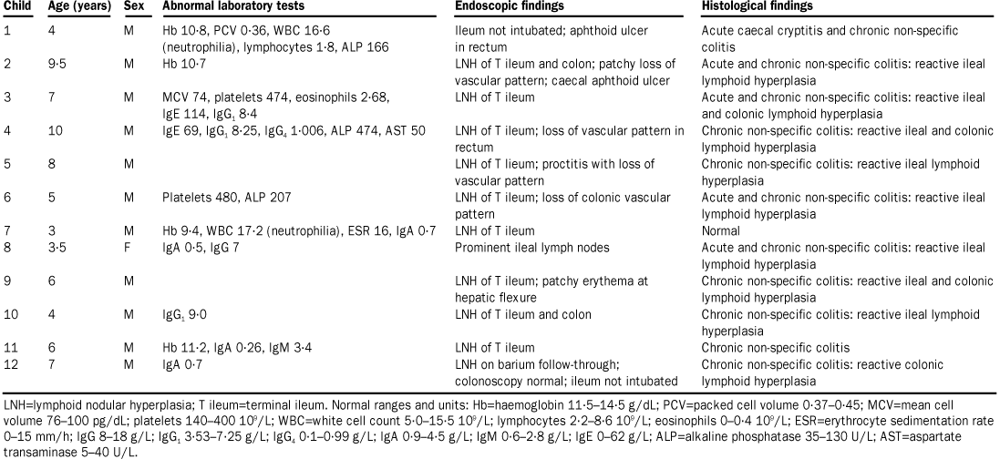 Child Age (years) Sex Abnormal laboratory tests Endoscopic findings Histological findings
1 4 M Hb 10·8, PCV 0·36, WBC 16·6 Ileum not intubated; aphthoid ulcer Acute caecal cryptitis and chronic non-specific
(neutrophilia), lymphocytes 1·8, ALP 166 in rectum colitis
2 9·5 M Hb 10·7 LNH of T ileum and colon; patchy loss of Acute and chronic non-specific colitis: reactive ileal
vascular pattern; caecal aphthoid ulcer lymphoid hyperplasia
3 7 M MCV 74, platelets 474, eosinophils 2·68, LNH of T ileum Acute and chronic non-specific colitis: reactive ileal
IgE 114, IgG₁ 8·4 and colonic lymphoid hyperplasia
4 10 M IgE 69, IgG₁ 8·25, IgG₄ 1·006, ALP 474, AST 50 LNH of T ileum; loss of vascular pattern in Chronic non-specific colitis: reactive ileal and colonic
rectum lymphoid hyperplasia
5 8 M LNH of T ileum; proctitis with loss of Chronic non-specific colitis: reactive ileal lymphoid
vascular pattern hyperplasia
6 5 M Platelets 480, ALP 207 LNH of T ileum; loss of colonic vascular Acute and chronic non-specific colitis: reactive ileal
pattern lymphoid hyperplasia
7 3 M Hb 9·4, WBC 17·2 (neutrophilia), ESR 16, IgA 0·7 LNH of T ileum Normal
8 3·5 F IgA 0·5, IgG 7 Prominent ileal lymph nodes Acute and chronic non-specific colitis: reactive ileal
lymphoid hyperplasia
9 6 M LNH of T ileum; patchy erythema at Chronic non-specific colitis: reactive ileal and colonic
hepatic flexure lymphoid hyperplasia
10 4 M IgG₁ 9·0 LNH of T ileum and colon Chronic non-specific colitis: reactive ileal lymphoid
hyperplasia
11 6 M Hb 11·2, IgA 0·26, IgM 3·4 LNH of T ileum Chronic non-specific colitis
12 7 M IgA 0·7 LNH on barium follow-through; Chronic non-specific colitis: reactive colonic
colonoscopy normal; ileum not intubated lymphoid hyperplasia
LNH=lymphoid nodular hyperplasia; T ileum=terminal ileum. Normal ranges and units: Hb=haemoglobin 11·5–14·5 g/dL; PCV=packed cell volume 0·37–0·45; MCV=mean cell
volume 76–100 pg/dL; platelets 140–400 10⁹/L; WBC=white cell count 5·0–15·5 10⁹/L; lymphocytes 2·2–8·6 10⁹/L; eosinophils 0–0·4 10⁹/L; ESR=erythrocyte sedimentation rate
0–15 mm/h; IgG 8–18 g/L; IgG₁ 3·53–7·25 g/L; IgG₄ 0·1–0·99 g/L; IgA 0·9–4·5 g/L; IgM 0·6–2·8 g/L; IgE 0–62 g/L; ALP=alkaline phosphatase 35–130 U/L; AST=aspartate
transaminase 5–40 U/L.